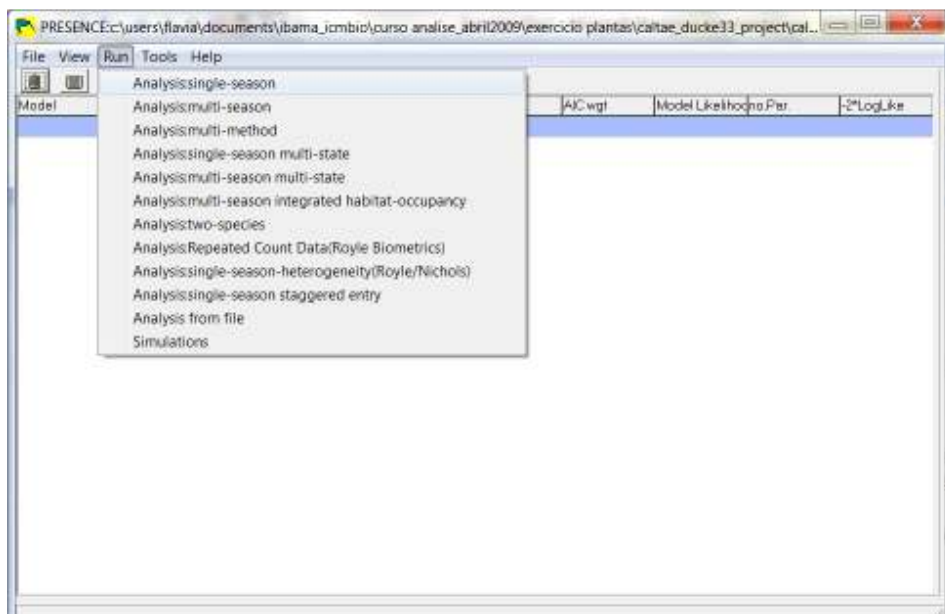 PRESENCE:c:\users\flavia\documents\ibama_icmbio\curso analise_abril2009\exercicio plantas\caltae_ducke33_project\cal...
File View Run Tools Help
Model AIC wgt Model Likelihod no.Par. -2*LogLike
Analysis:single-season
Analysis:multi-season
Analysis:multi-method
Analysis:single-season multi-state
Analysis:multi-season multi-state
Analysis:multi-season integrated habitat-occupancy
Analysis:two-species
Analysis:Repeated Count Data(Royle Biometrics)
Analysis:single-season-heterogeneity(Royle/Nichols)
Analysis:single-season staggered entry
Analysis from file
Simulations